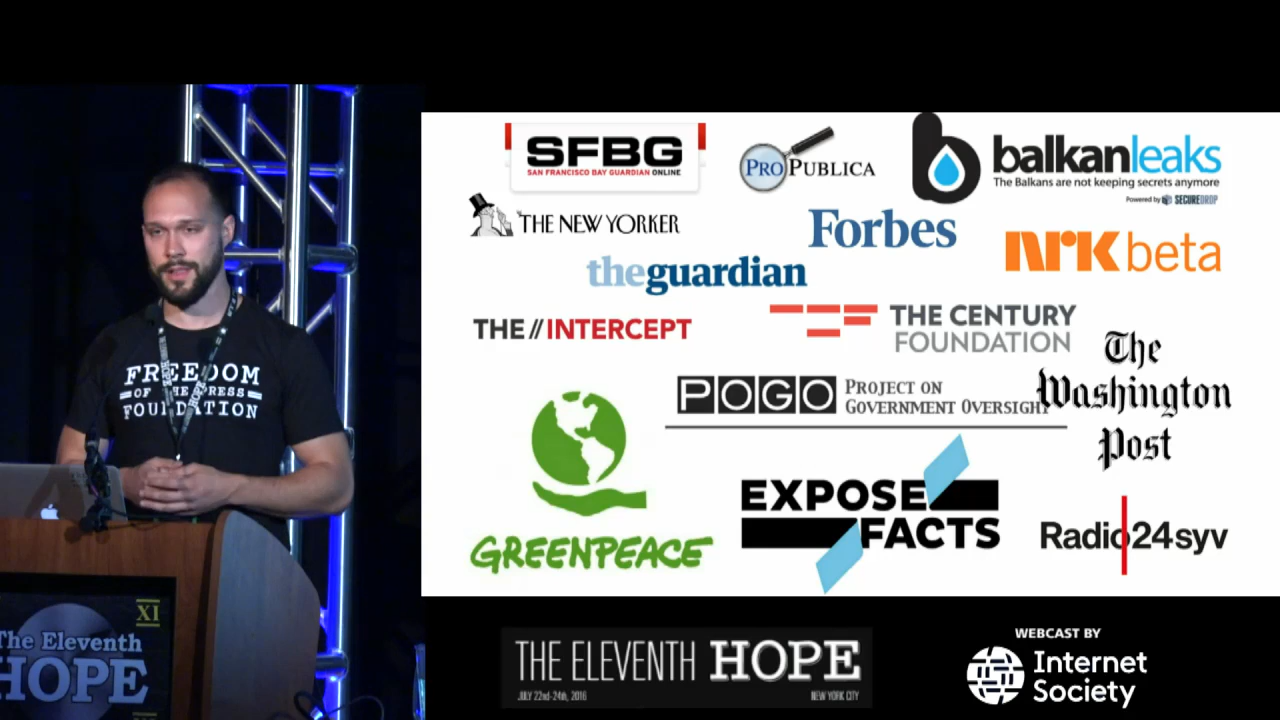 SFBG
SAN FRANCISCO BAY GUARDIAN ONLINE
PROPUBLICA
balkanleaks
The Balkans are not keeping secrets anymore
Powered by SECUREDROP
THE NEW YORKER
Forbes
nrk beta
theguardian
THE // INTERCEPT
THE CENTURY
FOUNDATION
The
Washington
Post
POGO
PROJECT ON
GOVERNMENT OVERSIGHT
GREENPEACE
EXPOSE
FACTS
Radio24syv
FREEDOM
OF THE PRESS
FOUNDATION
HOPE
HOPE
XI
The Eleventh
HOPE
THE ELEVENTH HOPE
JULY 22nd-24th, 2016
NEW YORK CITY
WEBCAST BY
Internet
Society